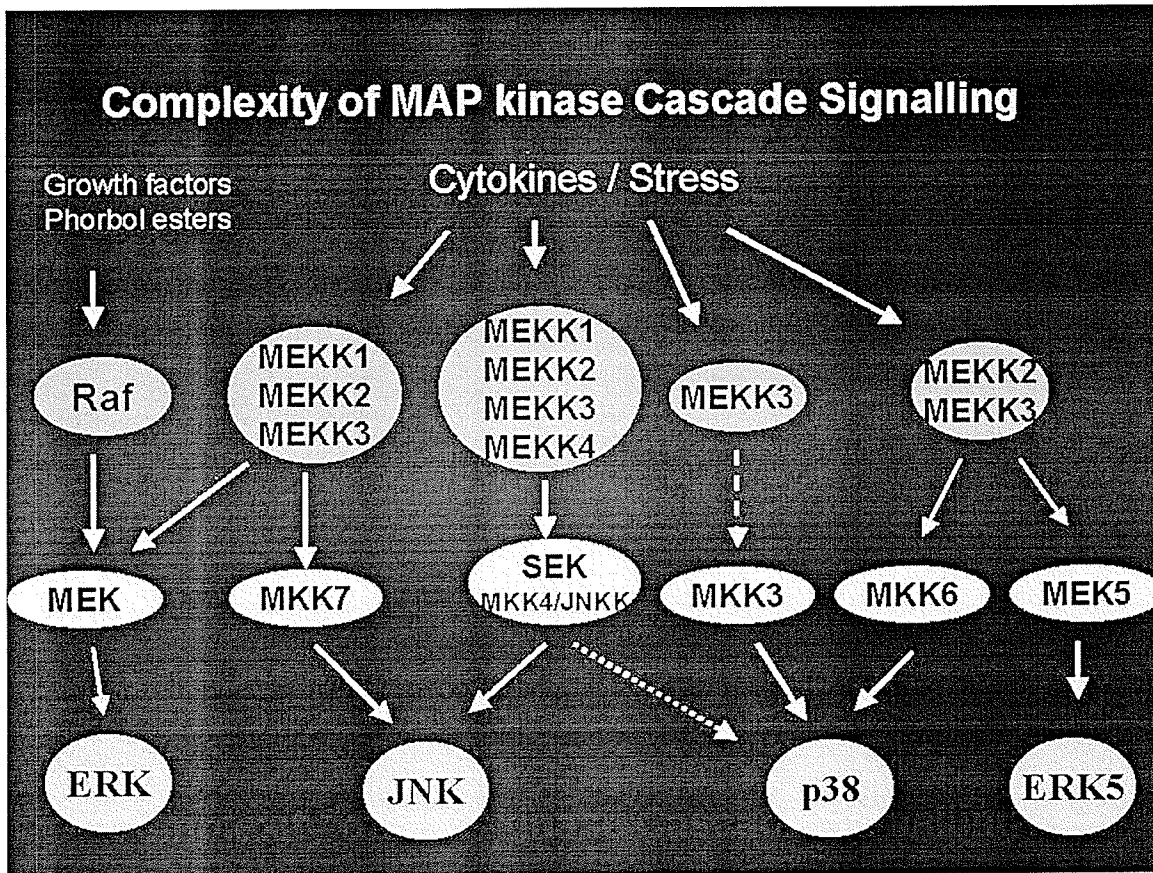 Complexity of MAP kinase Cascade Signalling
Growth factors
Phorbol esters
Cytokines / Stress
Raf
MEKK1
MEKK2
MEKK3
MEKK1
MEKK2
MEKK3
MEKK4
MEKK3
MEKK2
MEKK3
MEK
MKK7
SEK
MKK4/JNKK
MKK3
MKK6
MEK5
ERK
JNK
p38
ERK5